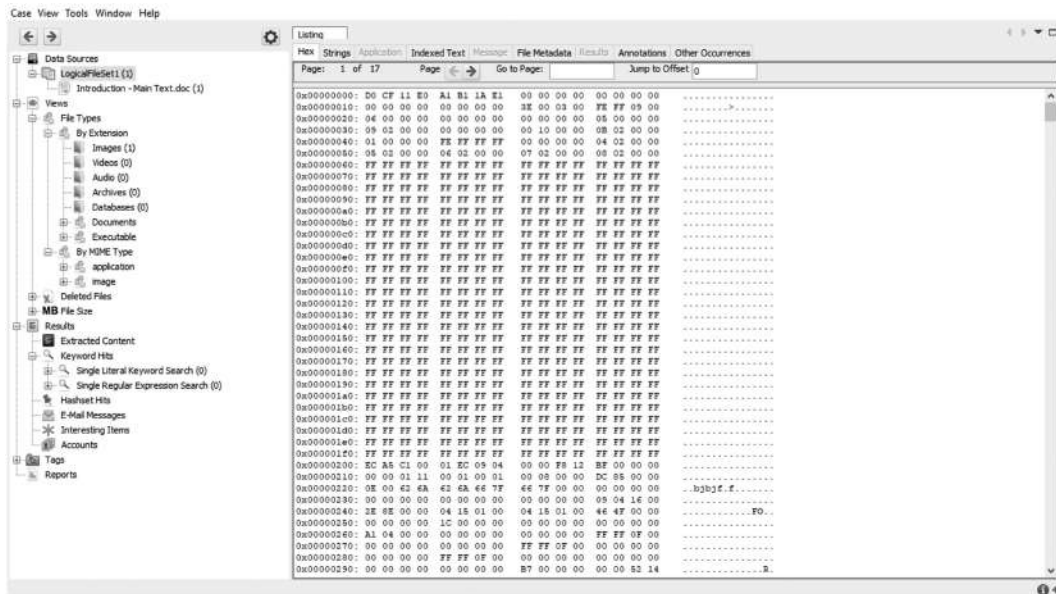 Case View Tools Window Help
Listing
Hex Strings Application Indexed Text Message File Metadata Results Annotations Other Occurrences
Page: 1 of 17 Page Go to Page: Jump to Offset 0
Data Sources
LogicalFileSet1 (1)
Introduction - Main Text.doc (1)
Views
File Types
By Extension
Images (1)
Videos (0)
Audio (0)
Archives (0)
Databases (0)
Documents
Executable
By MIME Type
application
image
Deleted Files
MB File Size
Results
Extracted Content
Keyword Hits
Single Literal Keyword Search (0)
Single Regular Expression Search (0)
Hashset Hits
E-Mail Messages
Interesting Items
Accounts
Tags
Reports
0x00000000: D0 CF 11 E0 A1 B1 1A E1 00 00 00 00 00 00 00 00 ................
0x00000010: 00 00 00 00 00 00 00 00 3E 00 03 00 FE FF 09 00 ........>.......
0x00000020: 06 00 00 00 00 00 00 00 00 00 00 00 05 00 00 00 ................
0x00000030: 09 02 00 00 00 00 00 00 00 10 00 00 0B 02 00 00 ................
0x00000040: 01 00 00 00 FE FF FF FF 00 00 00 00 04 02 00 00 ................
0x00000050: 05 02 00 00 06 02 00 00 07 02 00 00 08 02 00 00 ................
0x00000060: FF FF FF FF FF FF FF FF FF FF FF FF FF FF FF FF ................
0x00000070: FF FF FF FF FF FF FF FF FF FF FF FF FF FF FF FF ................
0x00000080: FF FF FF FF FF FF FF FF FF FF FF FF FF FF FF FF ................
0x00000090: FF FF FF FF FF FF FF FF FF FF FF FF FF FF FF FF ................
0x000000a0: FF FF FF FF FF FF FF FF FF FF FF FF FF FF FF FF ................
0x000000b0: FF FF FF FF FF FF FF FF FF FF FF FF FF FF FF FF ................
0x000000c0: FF FF FF FF FF FF FF FF FF FF FF FF FF FF FF FF ................
0x000000d0: FF FF FF FF FF FF FF FF FF FF FF FF FF FF FF FF ................
0x000000e0: FF FF FF FF FF FF FF FF FF FF FF FF FF FF FF FF ................
0x000000f0: FF FF FF FF FF FF FF FF FF FF FF FF FF FF FF FF ................
0x00000100: FF FF FF FF FF FF FF FF FF FF FF FF FF FF FF FF ................
0x00000110: FF FF FF FF FF FF FF FF FF FF FF FF FF FF FF FF ................
0x00000120: FF FF FF FF FF FF FF FF FF FF FF FF FF FF FF FF ................
0x00000130: FF FF FF FF FF FF FF FF FF FF FF FF FF FF FF FF ................
0x00000140: FF FF FF FF FF FF FF FF FF FF FF FF FF FF FF FF ................
0x00000150: FF FF FF FF FF FF FF FF FF FF FF FF FF FF FF FF ................
0x00000160: FF FF FF FF FF FF FF FF FF FF FF FF FF FF FF FF ................
0x00000170: FF FF FF FF FF FF FF FF FF FF FF FF FF FF FF FF ................
0x00000180: FF FF FF FF FF FF FF FF FF FF FF FF FF FF FF FF ................
0x00000190: FF FF FF FF FF FF FF FF FF FF FF FF FF FF FF FF ................
0x000001a0: FF FF FF FF FF FF FF FF FF FF FF FF FF FF FF FF ................
0x000001b0: FF FF FF FF FF FF FF FF FF FF FF FF FF FF FF FF ................
0x000001c0: FF FF FF FF FF FF FF FF FF FF FF FF FF FF FF FF ................
0x000001d0: FF FF FF FF FF FF FF FF FF FF FF FF FF FF FF FF ................
0x000001e0: FF FF FF FF FF FF FF FF FF FF FF FF FF FF FF FF ................
0x000001f0: FF FF FF FF FF FF FF FF FF FF FF FF FF FF FF FF ................
0x00000200: EC A5 C1 00 01 EC 09 04 00 00 F8 12 BF 00 00 00 ................
0x00000210: 00 00 01 11 00 01 00 01 00 08 00 00 DC 85 00 00 ................
0x00000220: 0E 00 62 6A 62 6A 66 7F 66 7F 00 00 00 00 00 00 ..bjbjf.f.......
0x00000230: 00 00 00 00 00 00 00 00 00 00 00 00 09 04 16 00 ................
0x00000240: 2E 8E 00 00 04 15 01 00 04 15 01 00 46 4F 00 00 ............FO..
0x00000250: 00 00 00 00 1C 00 00 00 00 00 00 00 00 00 00 00 ................
0x00000260: A1 04 00 00 00 00 00 00 00 00 00 00 FF FF 0F 00 ................
0x00000270: 00 00 00 00 00 00 00 00 FF FF 0F 00 00 00 00 00 ................
0x00000280: 00 00 00 00 FF FF 0F 00 00 00 00 00 00 00 00 00 ................
0x00000290: 00 00 00 00 00 00 00 00 B7 00 00 00 00 00 52 14 ..............R.